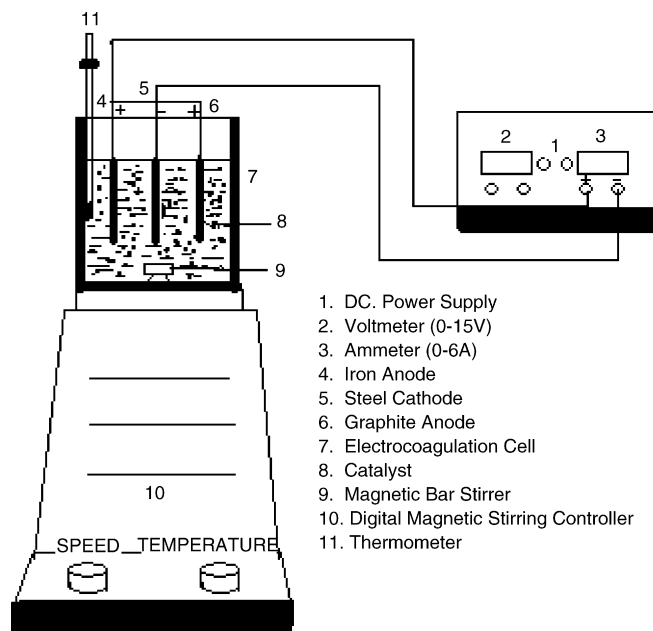 11
4
5
6
+
-
+
7
8
9
2
1
3
+
-
1. DC. Power Supply
2. Voltmeter (0-15V)
3. Ammeter (0-6A)
4. Iron Anode
5. Steel Cathode
6. Graphite Anode
7. Electrocoagulation Cell
8. Catalyst
9. Magnetic Bar Stirrer
10. Digital Magnetic Stirring Controller
11. Thermometer
10
SPEED TEMPERATURE